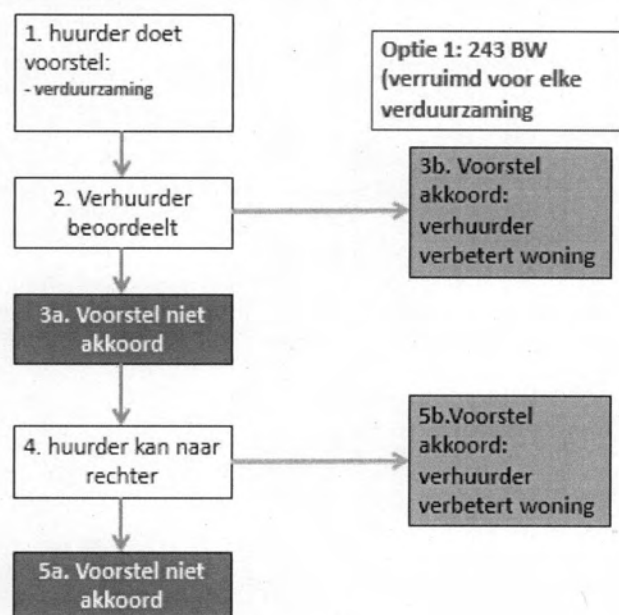 1. huurder doet
voorstel:
- verduurzaming
Optie 1: 243 BW
(verruimd voor elke
verduurzaming
2. Verhuurder
beoordeelt
3b. Voorstel
akkoord:
verhuurder
verbetert woning
3a. Voorstel niet
akkoord
4. huurder kan naar
rechter
5b.Voorstel
akkoord:
verhuurder
verbetert woning
5a. Voorstel niet
akkoord